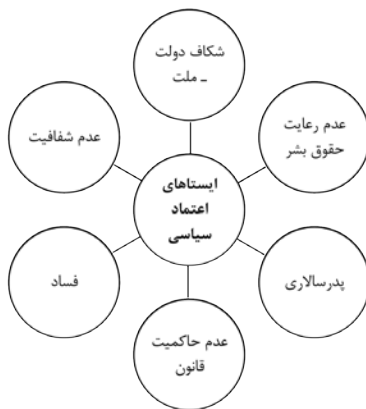 شکاف دولت
ـ ملت
عدم رعایت
حقوق بشر
عدم شفافیت
ایستاهای
اعتماد
سیاسی
پدرسالاری
فساد
عدم حاکمیت
قانون